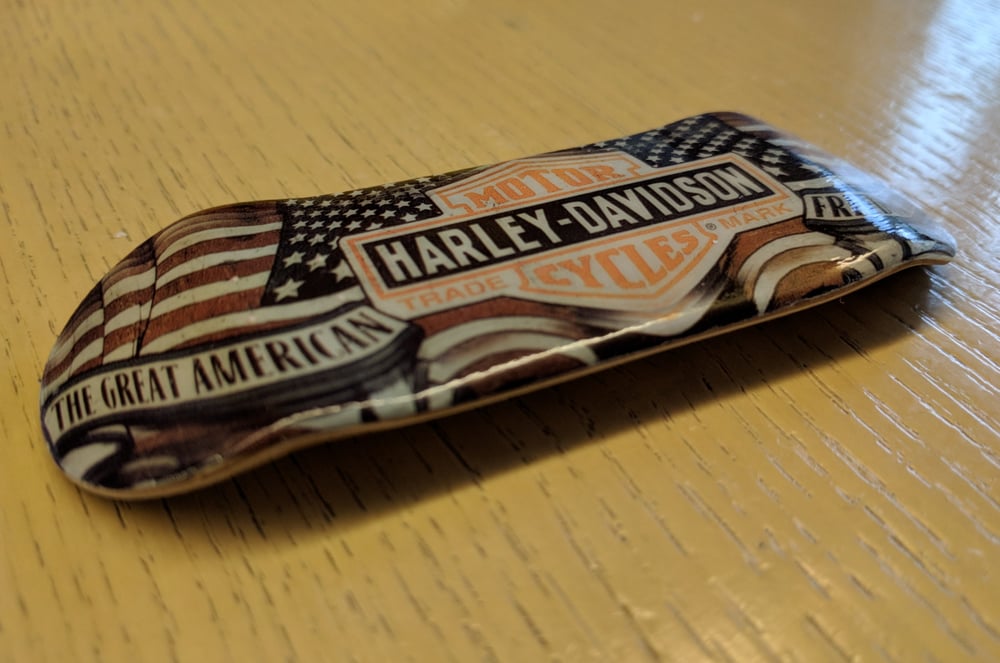 MOTOR
HARLEY-DAVIDSON
TRADE MARK
CYCLES
®
THE GREAT AMERICAN